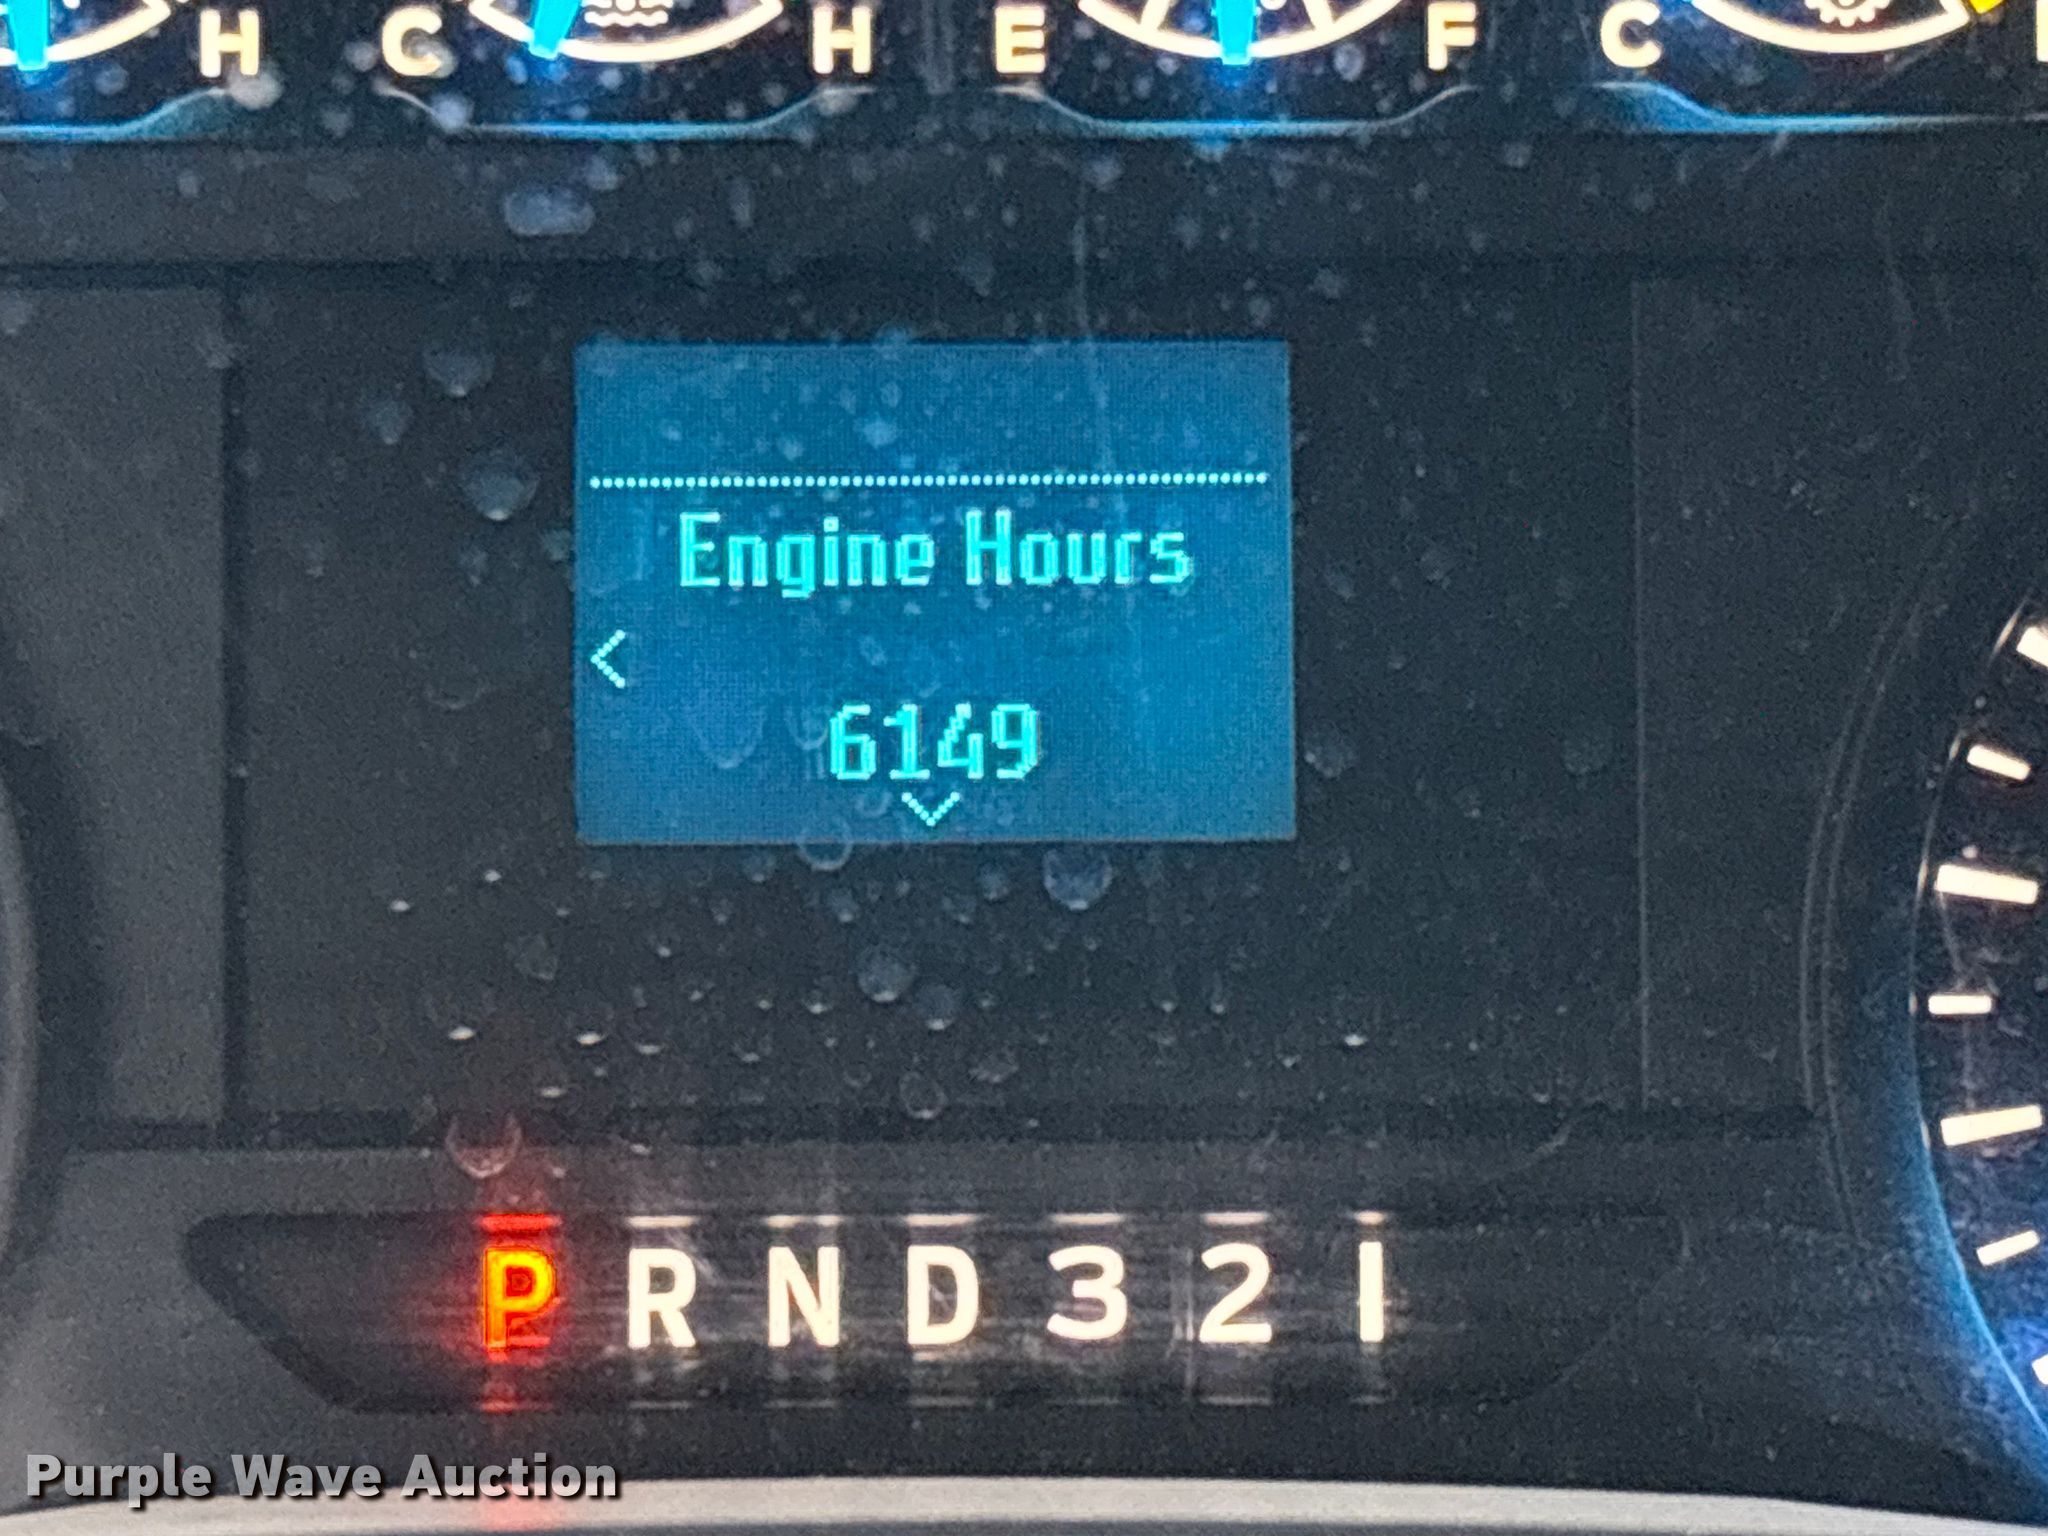 H C H E F C
Engine Hours
<
6149
P R N D 3 2 1
Purple Wave Auction